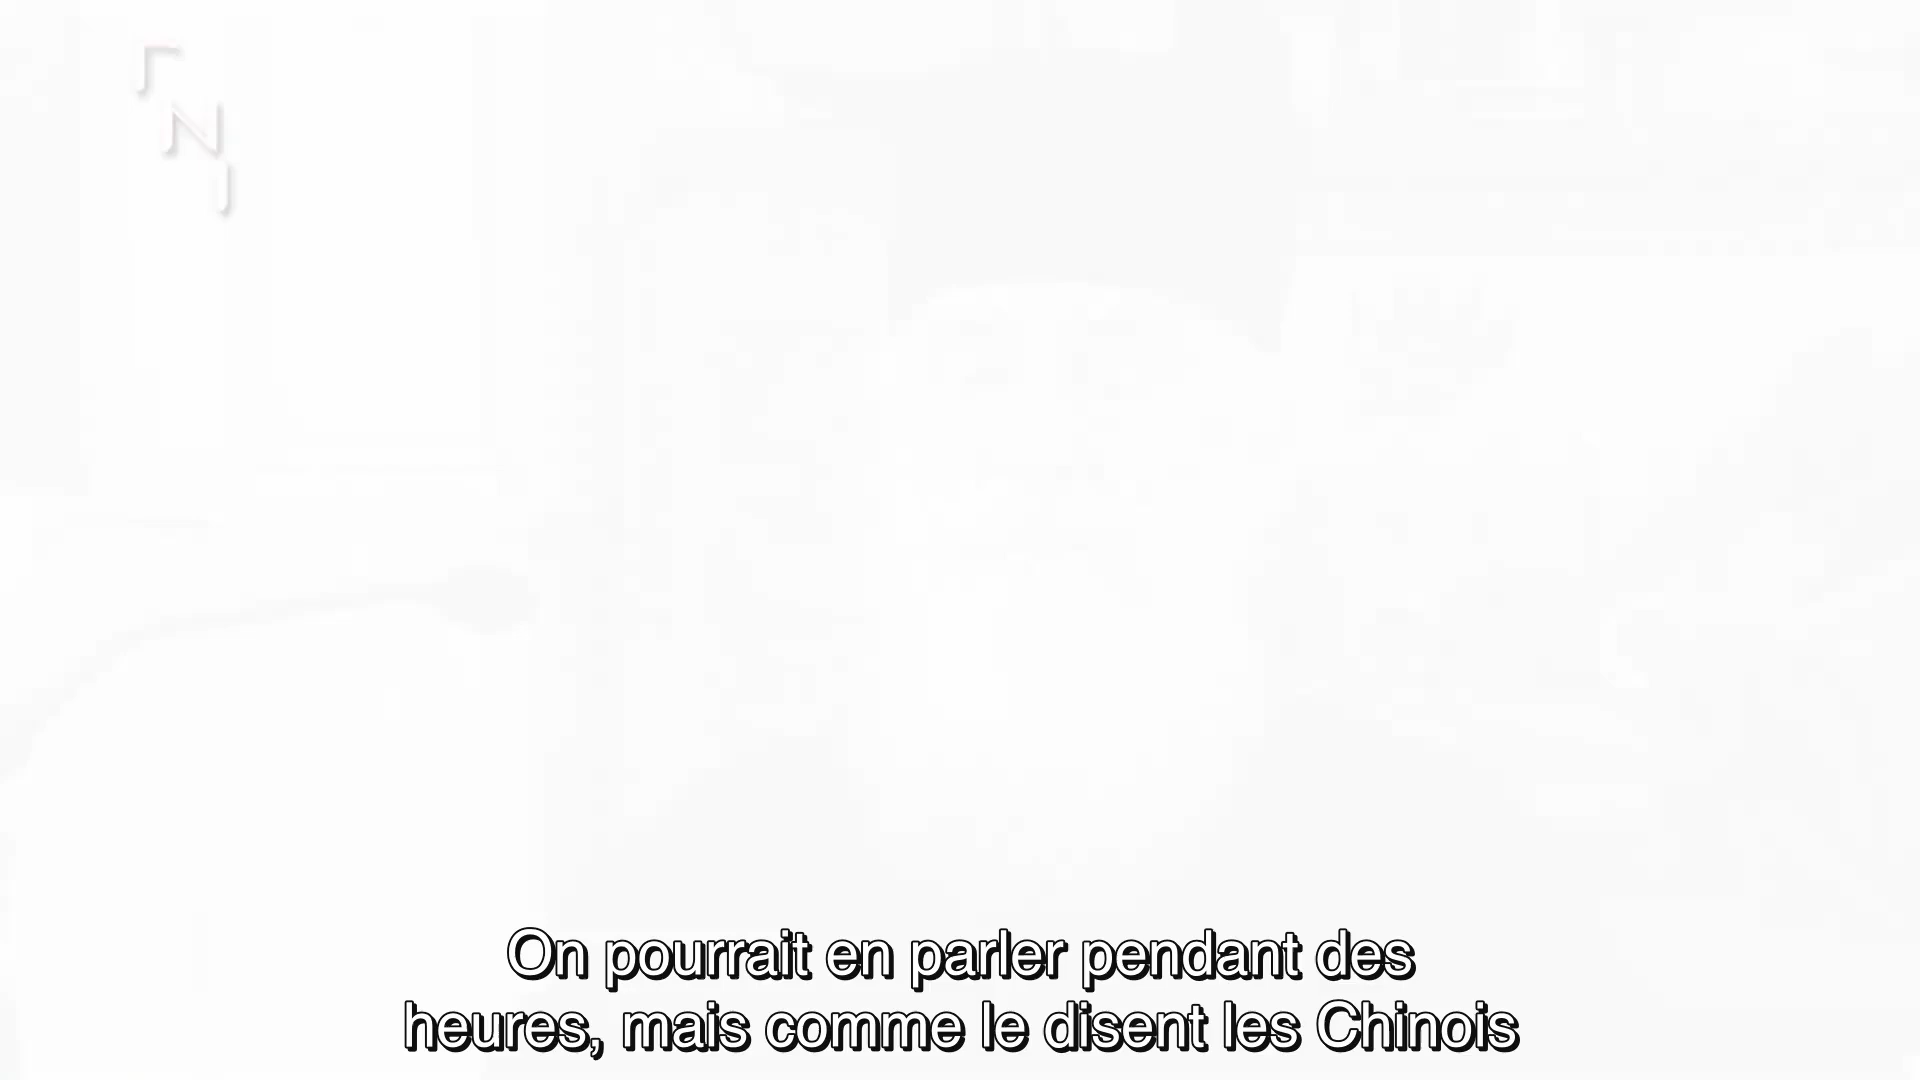 T
N
I
On pourrait en parler pendant des
heures, mais comme le disent les Chinois